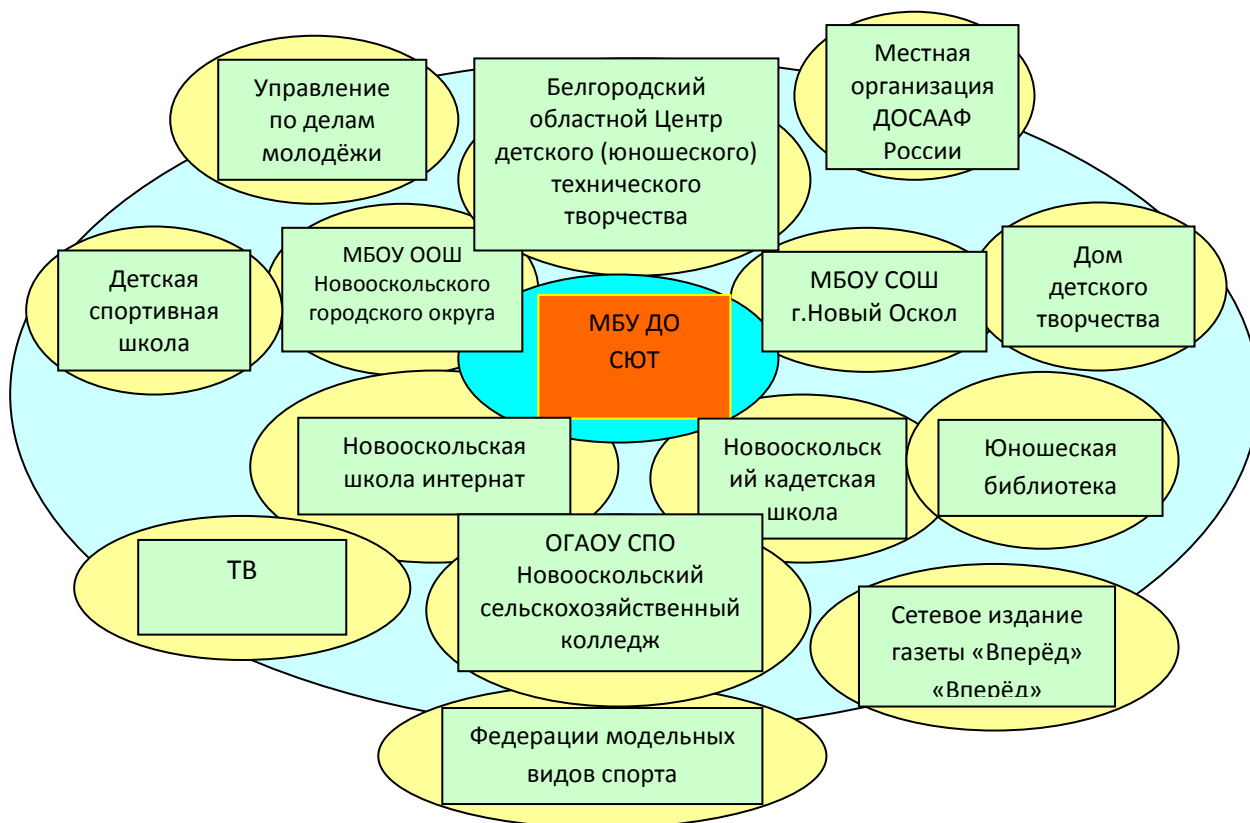 Управление
по делам
молодёжи
Белгородский
областной Центр
детского (юношеского)
технического
творчества
Местная
организация
ДОСААФ
России
Детская
спортивная
школа
МБОУ ООШ
Новооскольского
городского округа
МБУ ДО
СЮТ
МБОУ СОШ
г.Новый Оскол
Дом
детского
творчества
Новооскольская
школа интернат
Новооскольск
ий кадетская
школа
Юношеская
библиотека
ТВ
ОГАОУ СПО
Новооскольский
сельскохозяйственный
колледж
Сетевое издание
газеты «Вперёд»
«Вперёд»
Федерации модельных
видов спорта